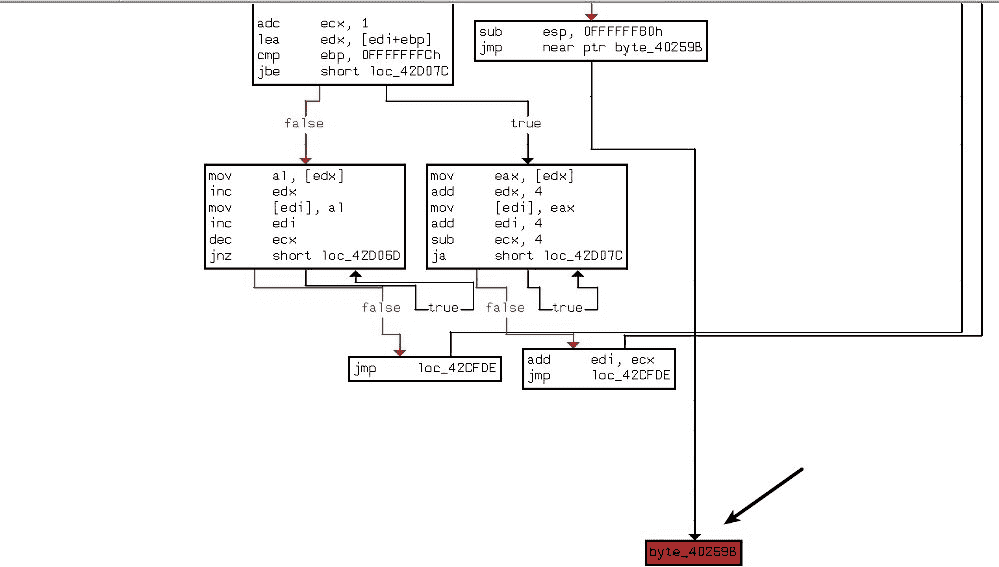 adc ecx, 1
lea edx, [edi+ebp]
cmp ebp, 0FFFFFFFCh
jbe short loc_42D07C
sub esp, 0FFFFFF80h
jmp near ptr byte_40259B
false
true
mov al, [edx]
inc edx
mov [edi], al
inc edi
dec ecx
jnz short loc_42D06D
mov eax, [edx]
add edx, 4
mov [edi], eax
add edi, 4
sub ecx, 4
ja short loc_42D07C
false
true
false
true
jmp loc_42CFDE
add edi, ecx
jmp loc_42CFDE
byte_40259B